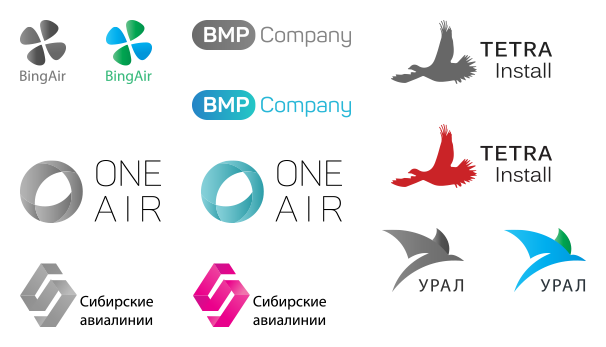 BingAir
BingAir
BMP Company
BMP Company
TETRA
Install
TETRA
Install
ONE
AIR
ONE
AIR
УРАЛ
УРАЛ
Сибирские
авиалинии
Сибирские
авиалинии